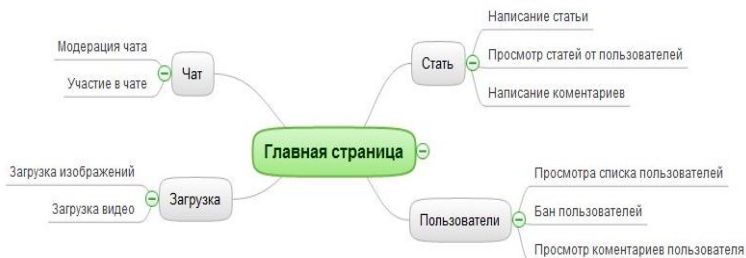 Написание статьи
Модерация чата
Просмотр статей от пользователей
Чат
Стать
Участие в чате
Написание коментариев
Главная страница
Загрузка изображений
Просмотра списка пользователей
Загрузка
Загрузка видео
Бан пользователей
Пользователи
Просмотр коментариев пользователя